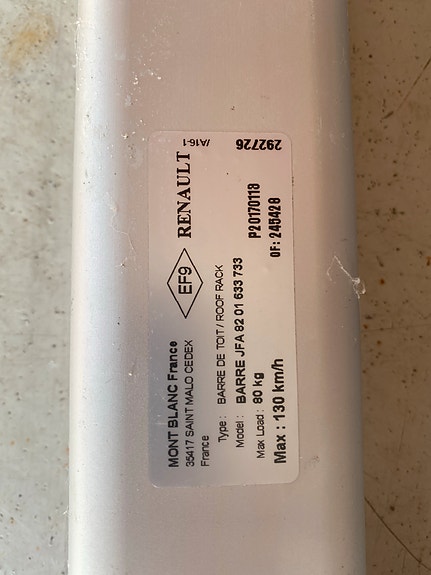 MONT BLANC France
35417 SAINT MALO CEDEX
France
EF9
RENAULT
/A16-1
Type : BARRE DE TOIT / ROOF RACK
Model : BARRE JFA 82 01 633 733
Max Load : 80 kg
P20170118
Max : 130 km/h
OF: 245428
292726